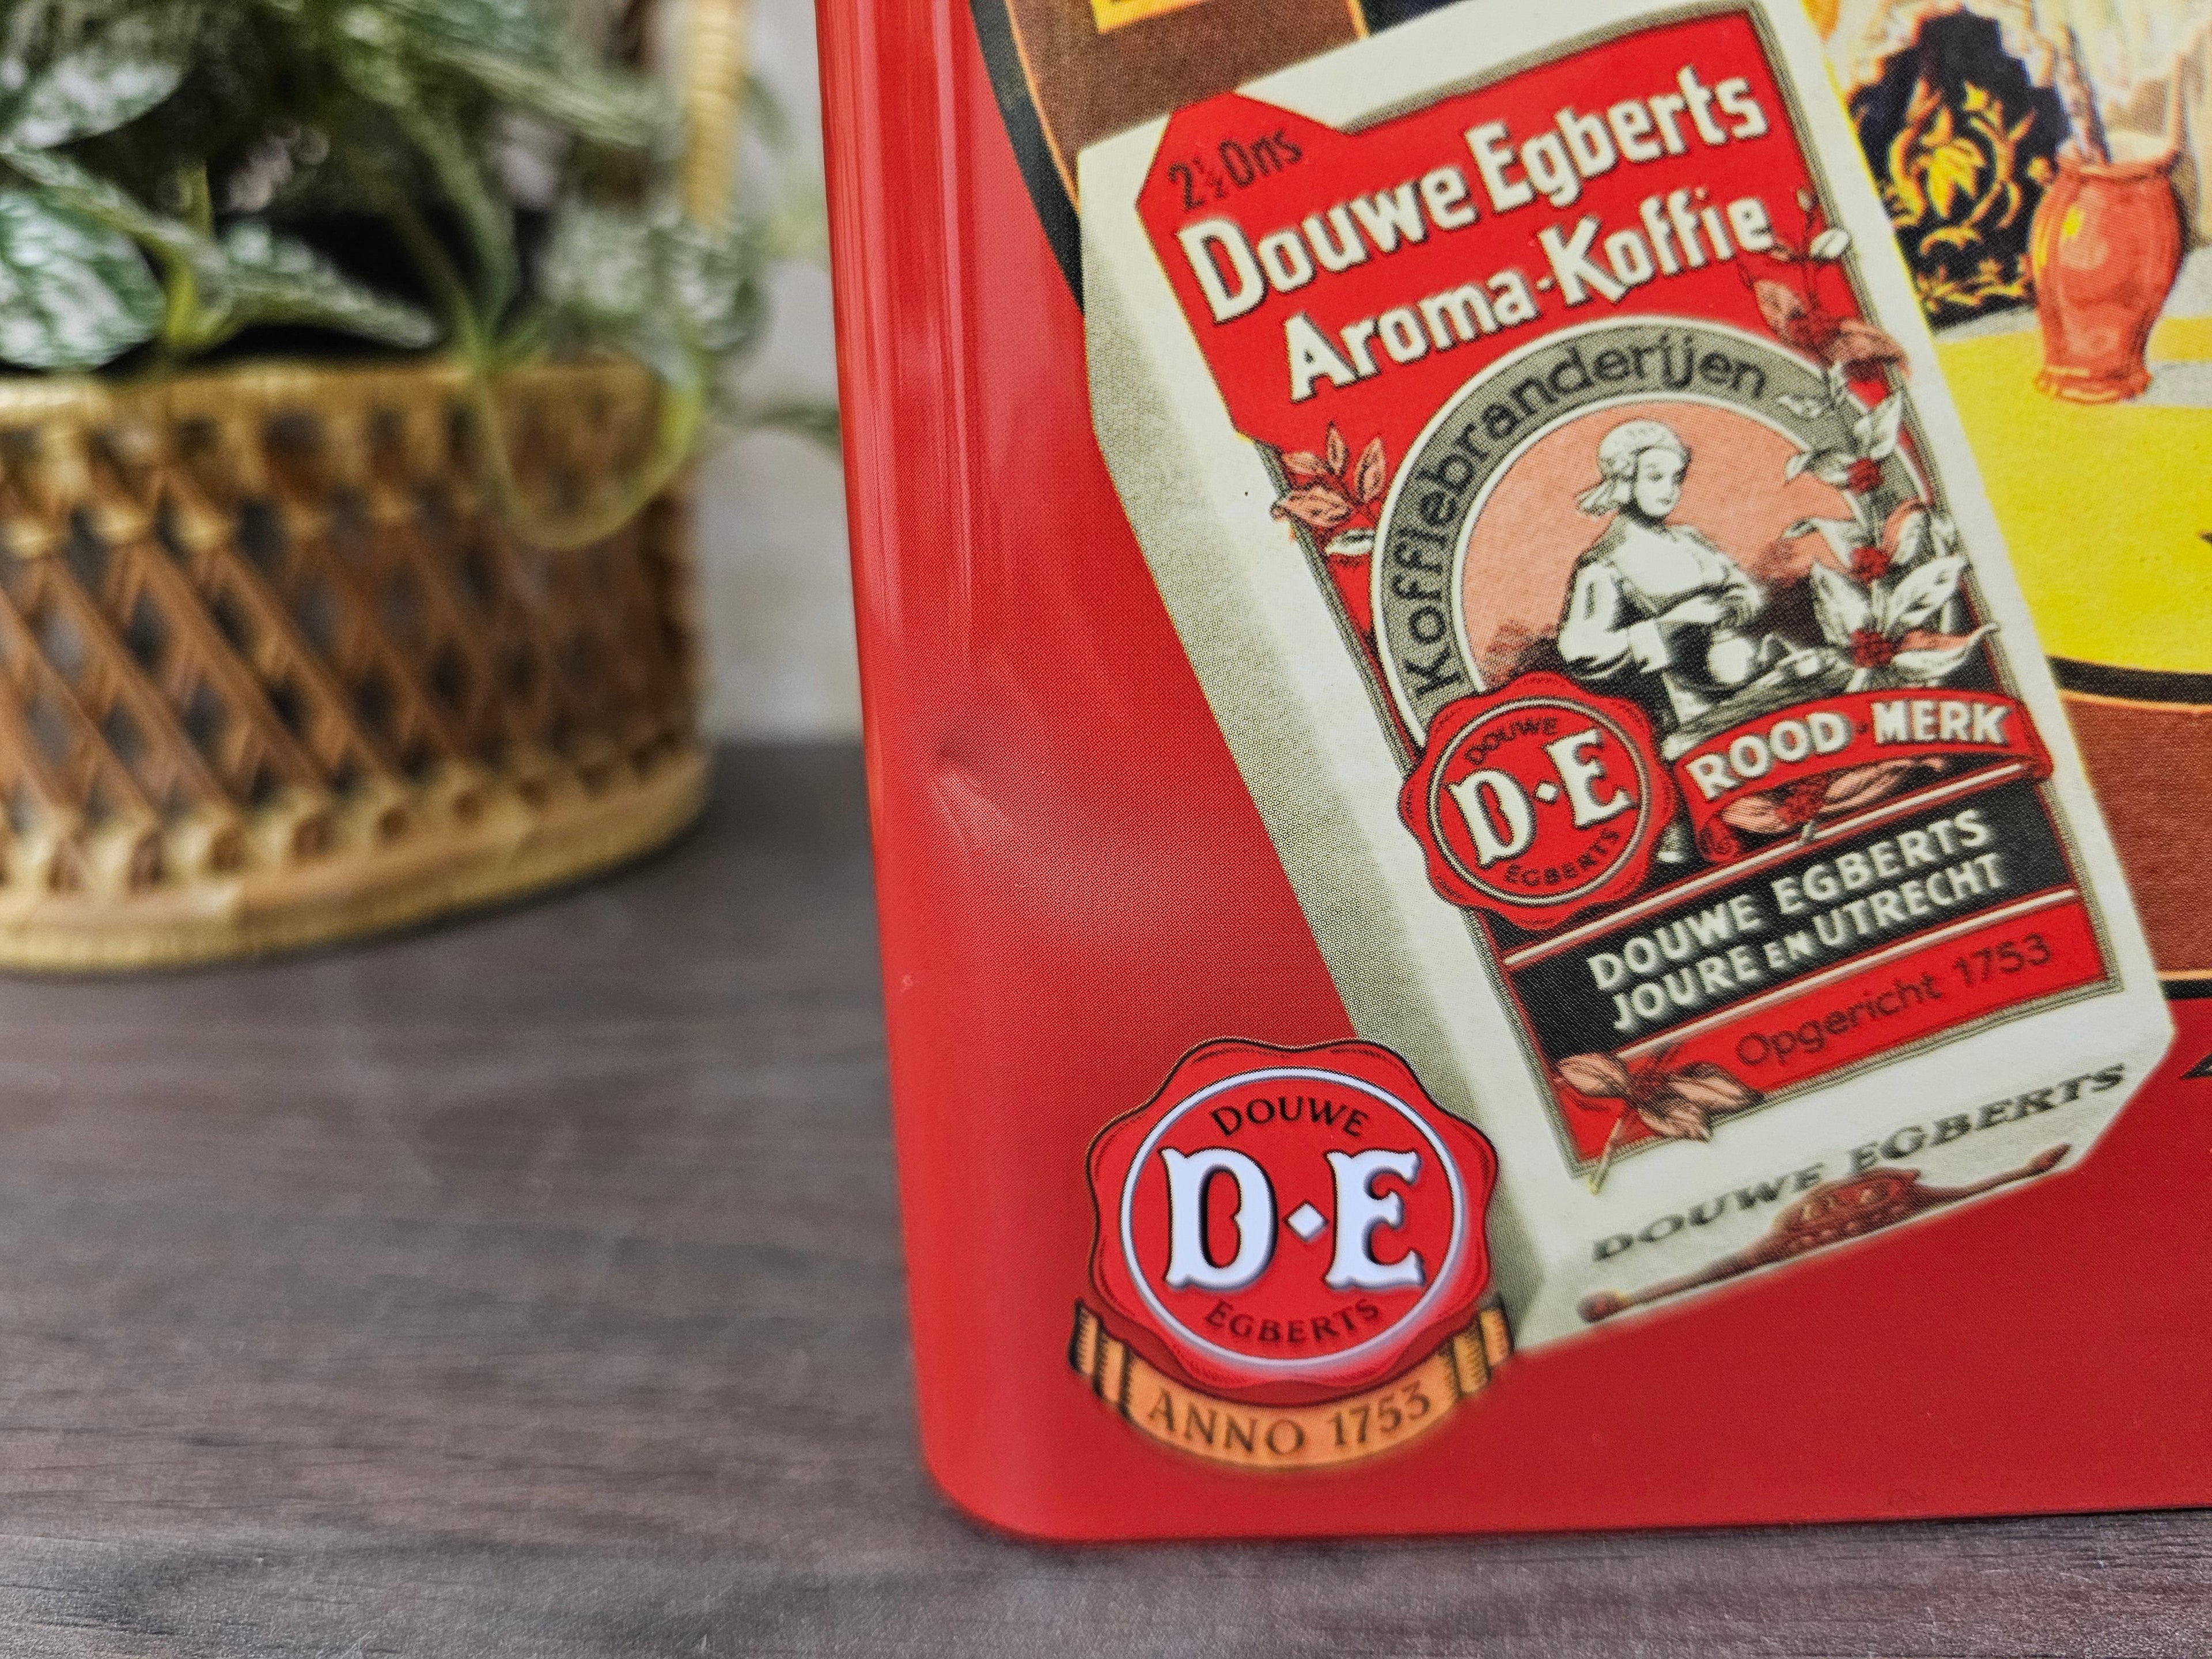 2½ Ons
Douwe Egberts
Aroma-Koffie
Koffiebranderijen
DOUWE
D·E
EGBERTS
ROOD-MERK
DOUWE EGBERTS
JOURE EN UTRECHT
Opgericht 1753
DOUWE EGBERTS
DOUWE
D·E
EGBERTS
ANNO 1753